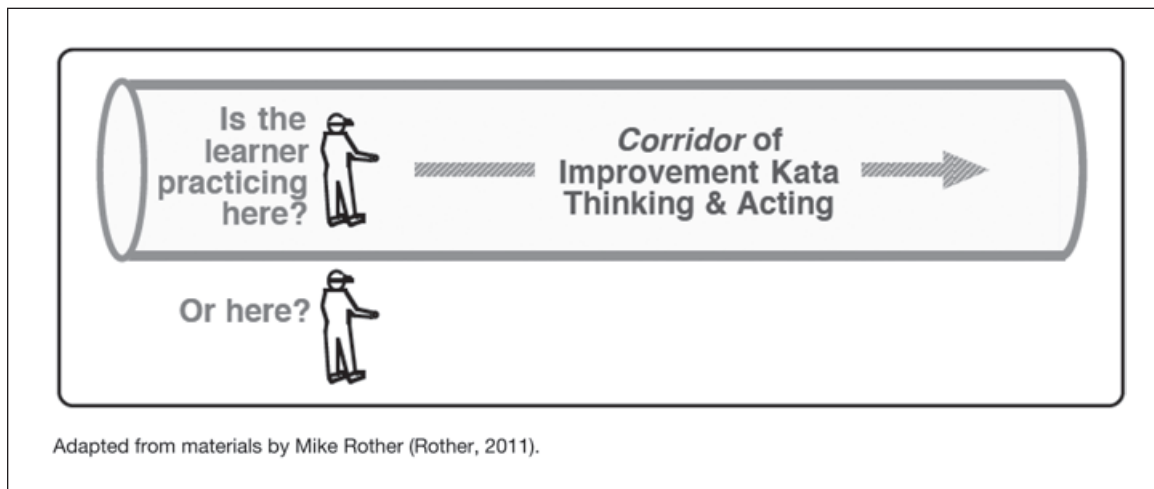 Is the
learner
practicing
here?
Corridor of
Improvement Kata
Thinking & Acting
Or here?
Adapted from materials by Mike Rother (Rother, 2011).